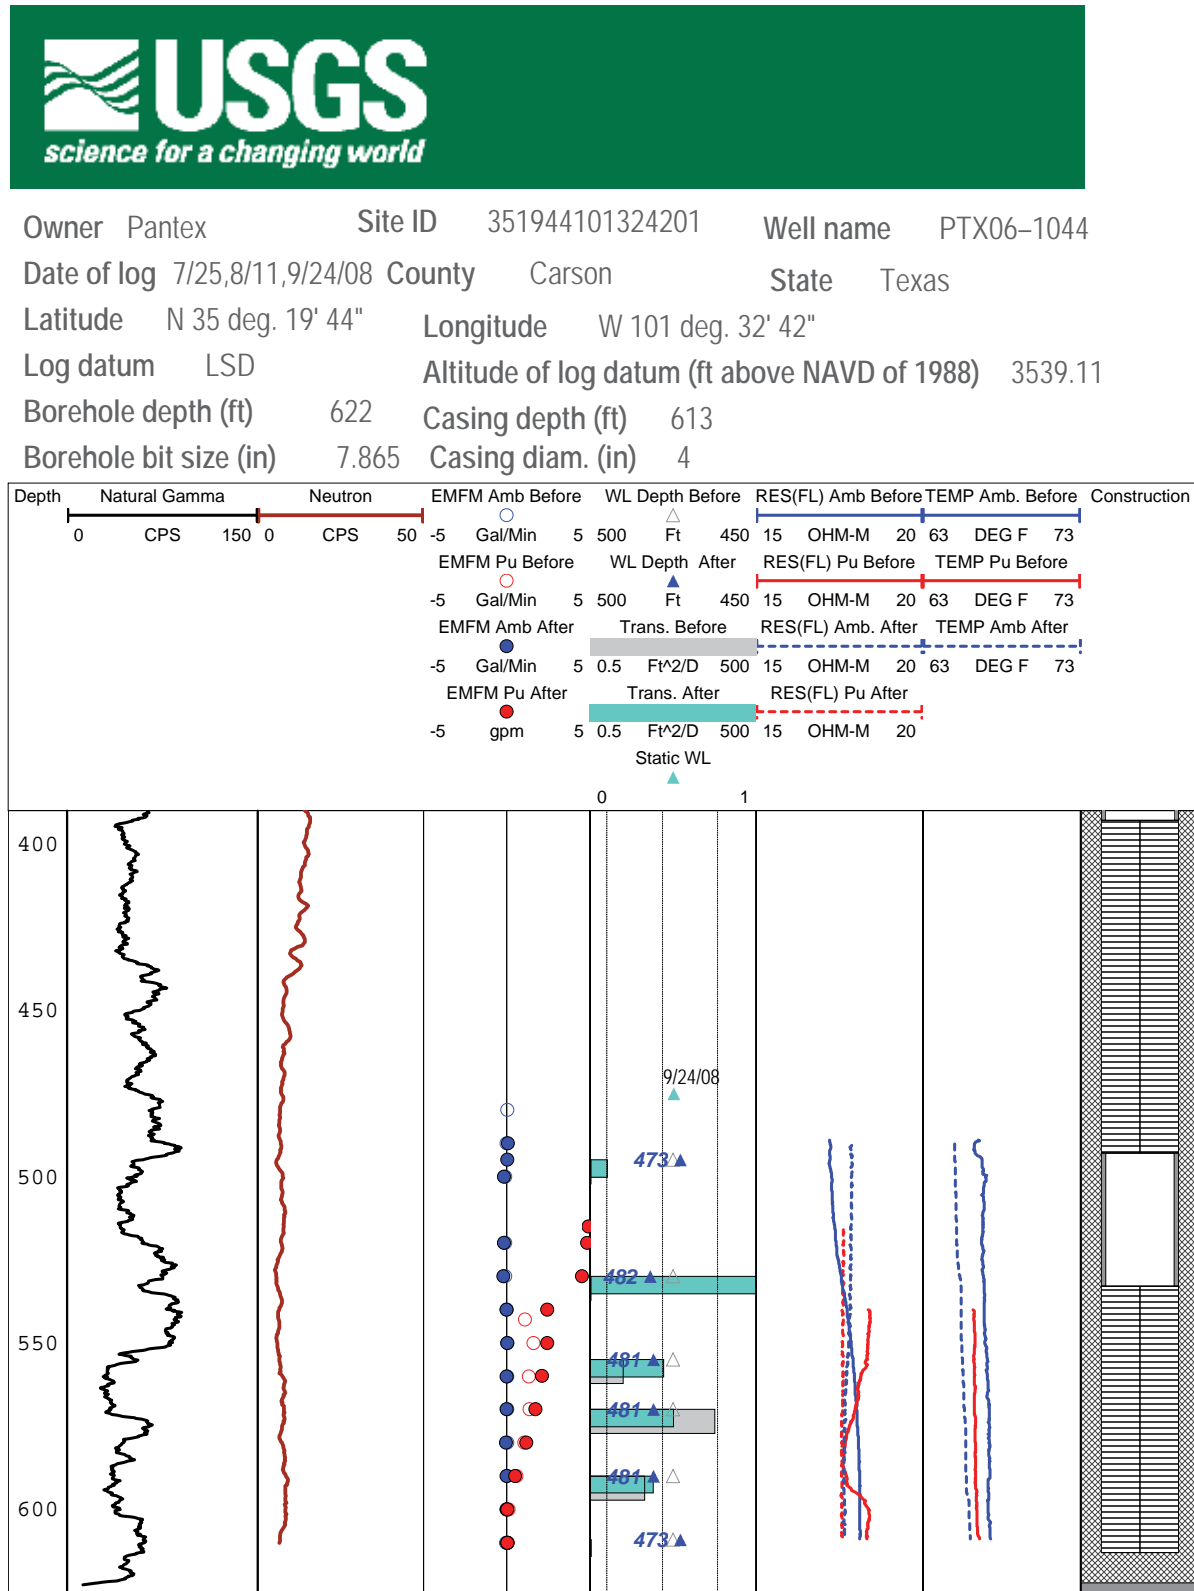 USGS
science for a changing world
Owner Pantex Site ID 351944101324201 Well name PTX06–1044
Date of log 7/25,8/11,9/24/08 County Carson State Texas
Latitude N 35 deg. 19' 44" Longitude W 101 deg. 32' 42"
Log datum LSD Altitude of log datum (ft above NAVD of 1988) 3539.11
Borehole depth (ft) 622 Casing depth (ft) 613
Borehole bit size (in) 7.865 Casing diam. (in) 4
Depth Natural Gamma Neutron EMFM Amb Before WL Depth Before RES(FL) Amb Before TEMP Amb. Before Construction
0 CPS 150 0 CPS 50 -5 Gal/Min 5 500 Ft 450 15 OHM-M 20 63 DEG F 73
EMFM Pu Before WL Depth After RES(FL) Pu Before TEMP Pu Before
-5 Gal/Min 5 500 Ft 450 15 OHM-M 20 63 DEG F 73
EMFM Amb After Trans. Before RES(FL) Amb. After TEMP Amb After
-5 Gal/Min 5 0.5 Ft^2/D 500 15 OHM-M 20 63 DEG F 73
EMFM Pu After Trans. After RES(FL) Pu After
-5 gpm 5 0.5 Ft^2/D 500 15 OHM-M 20
Static WL
0 1
400
450
9/24/08
473
500
482
550
481
481
481
600
473